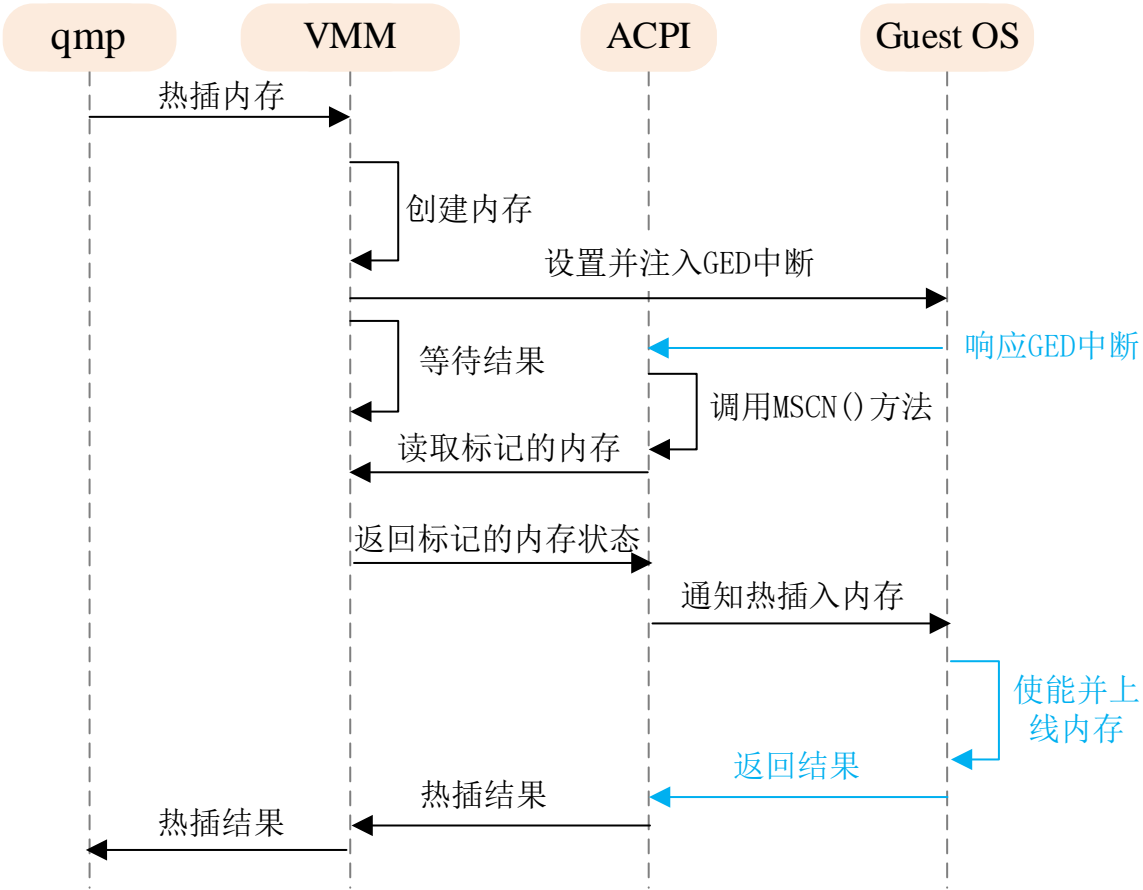 qmp
VMM
ACPI
Guest OS
热插内存
创建内存
设置并注入GED中断
响应GED中断
等待结果
调用MSCN()方法
读取标记的内存
返回标记的内存状态
通知热插入内存
使能并上
线内存
返回结果
热插结果
热插结果